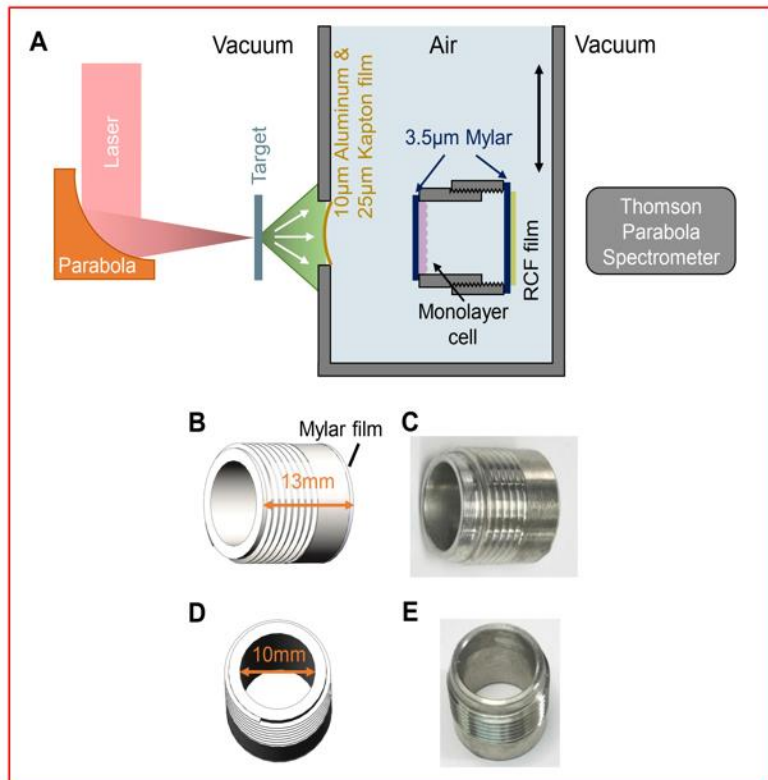 A
Vacuum
Air
Vacuum
Laser
Parabola
Target
10μm Aluminum &
25μm Kapton film
3.5μm Mylar
RCF film
Monolayer
cell
Thomson
Parabola
Spectrometer
B
Mylar film
13mm
C
D
10mm
E